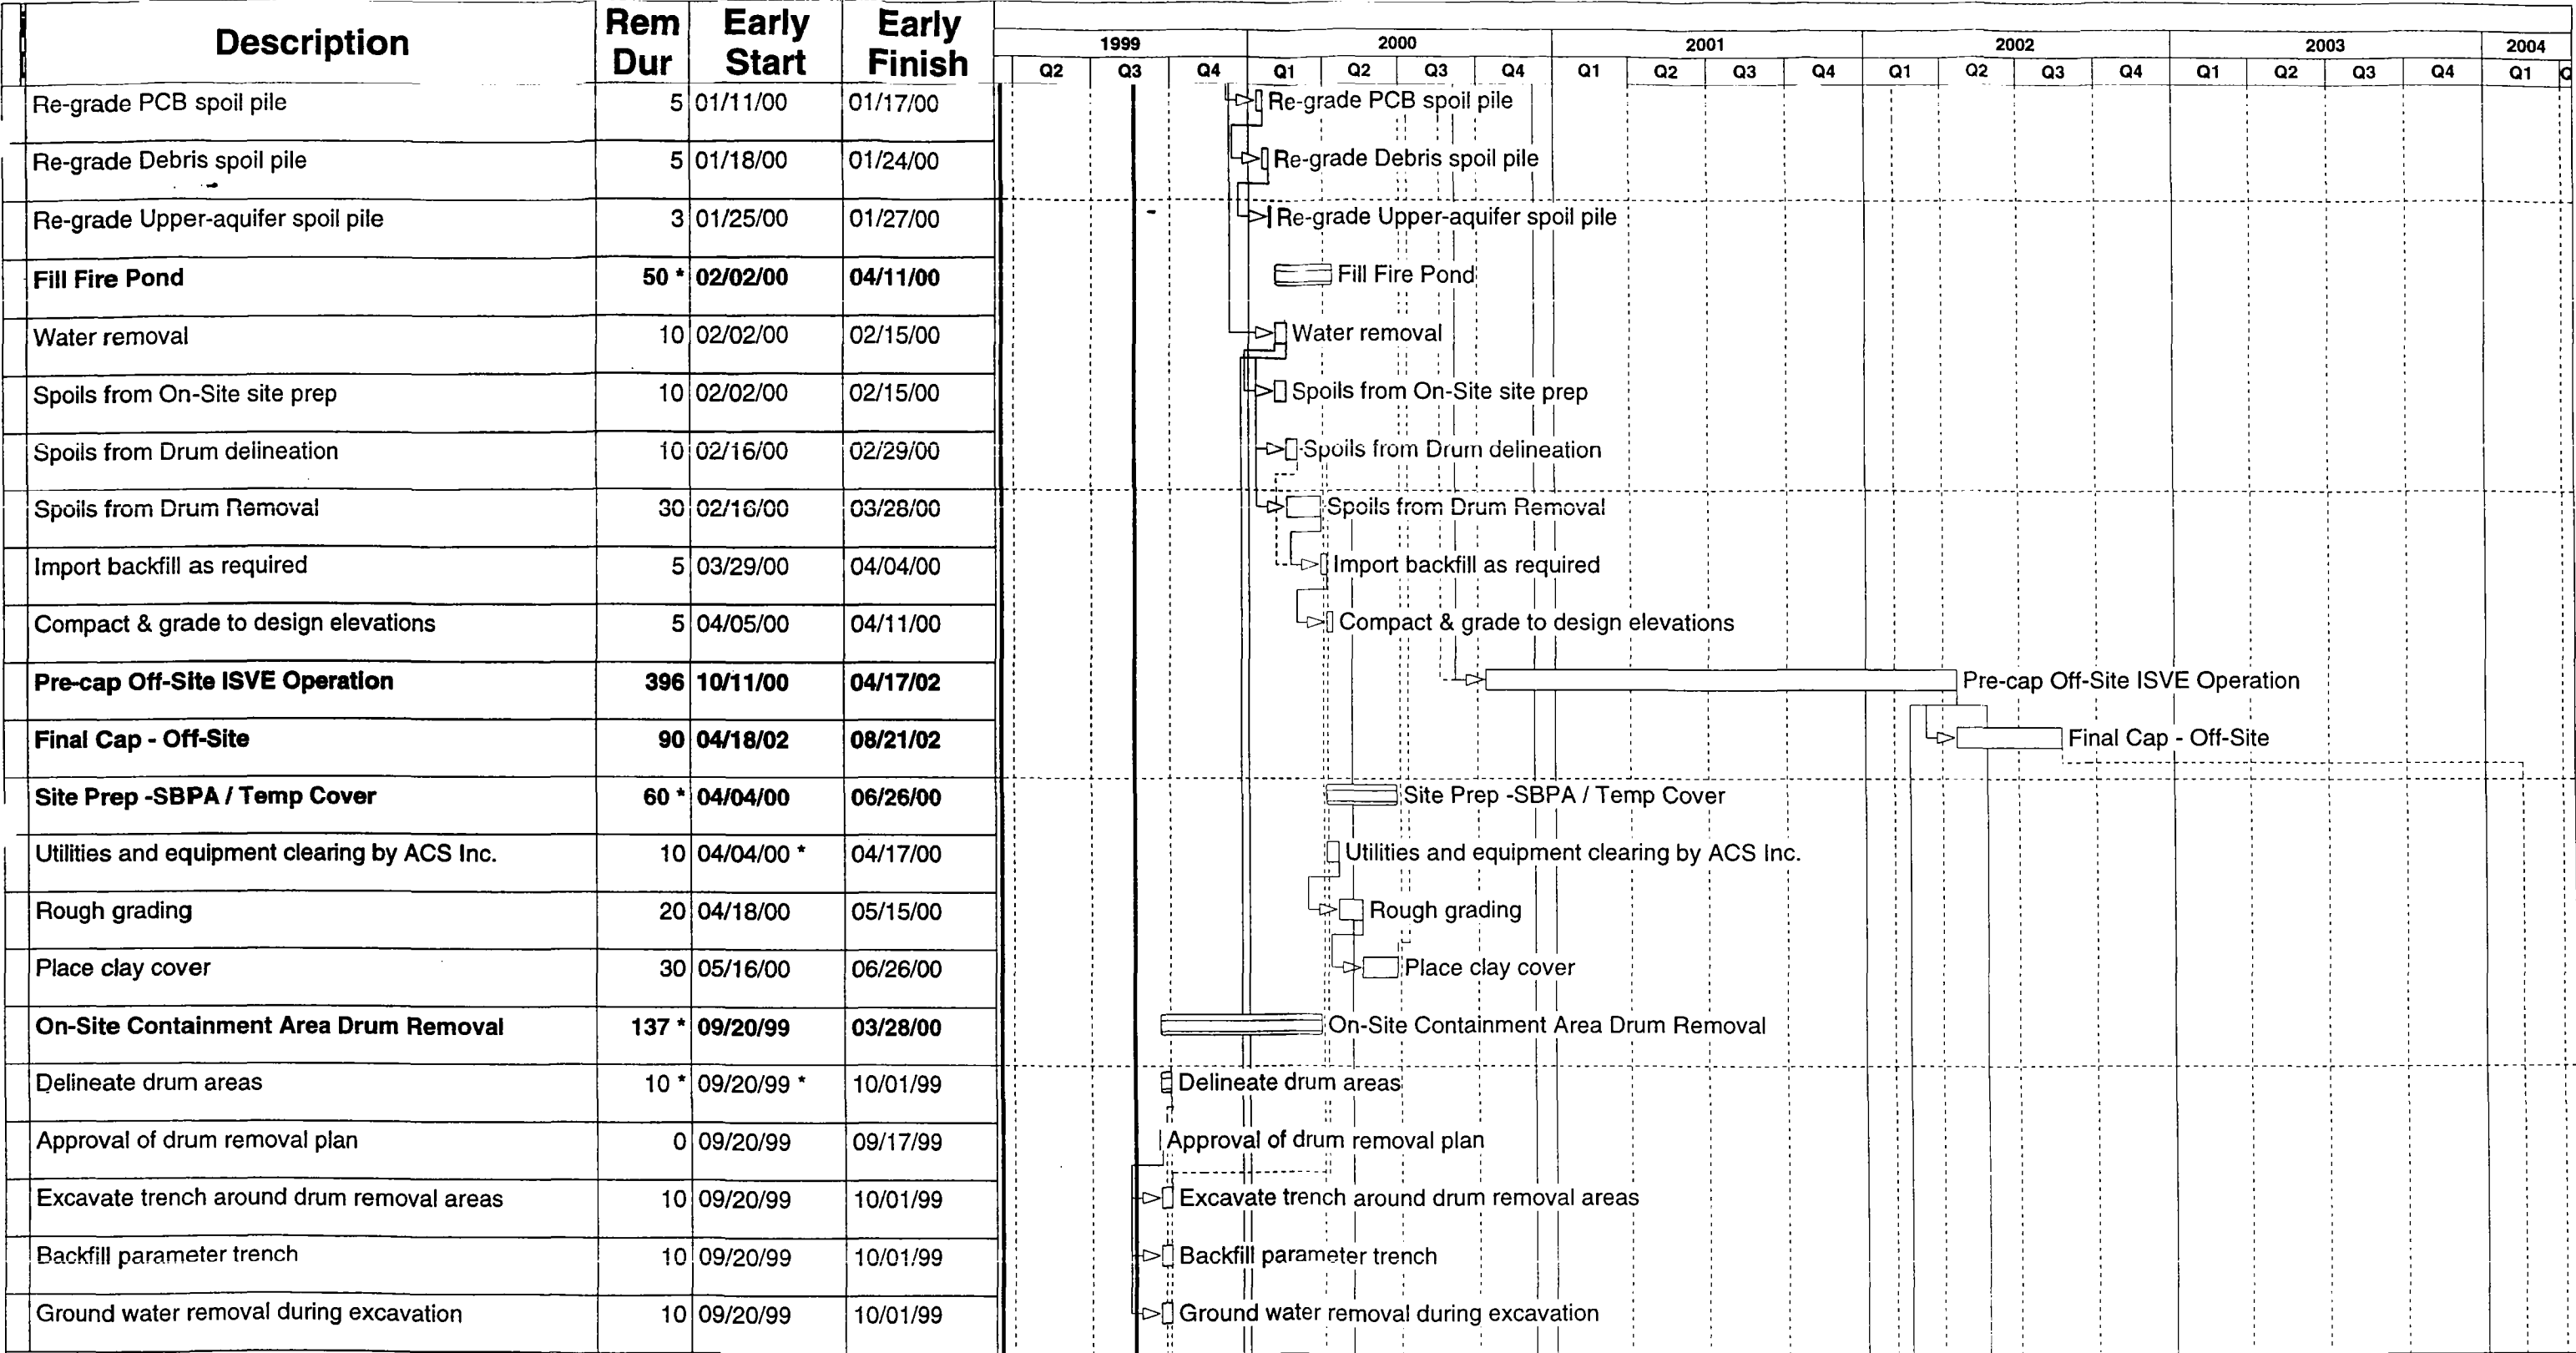 Description Rem Dur Early Start Early Finish
1999 2000 2001 2002 2003 2004
Q2 Q3 Q4 Q1 Q2 Q3 Q4 Q1 Q2 Q3 Q4 Q1 Q2 Q3 Q4 Q1 Q2 Q3 Q4 Q1
Re-grade PCB spoil pile 5 01/11/00 01/17/00 Re-grade PCB spoil pile
Re-grade Debris spoil pile 5 01/18/00 01/24/00 Re-grade Debris spoil pile
Re-grade Upper-aquifer spoil pile 3 01/25/00 01/27/00 Re-grade Upper-aquifer spoil pile
Fill Fire Pond 50 * 02/02/00 04/11/00 Fill Fire Pond
Water removal 10 02/02/00 02/15/00 Water removal
Spoils from On-Site site prep 10 02/02/00 02/15/00 Spoils from On-Site site prep
Spoils from Drum delineation 10 02/16/00 02/29/00 Spoils from Drum delineation
Spoils from Drum Removal 30 02/16/00 03/28/00 Spoils from Drum Removal
Import backfill as required 5 03/29/00 04/04/00 Import backfill as required
Compact & grade to design elevations 5 04/05/00 04/11/00 Compact & grade to design elevations
Pre-cap Off-Site ISVE Operation 396 10/11/00 04/17/02 Pre-cap Off-Site ISVE Operation
Final Cap - Off-Site 90 04/18/02 08/21/02 Final Cap - Off-Site
Site Prep -SBPA / Temp Cover 60 * 04/04/00 06/26/00 Site Prep -SBPA / Temp Cover
Utilities and equipment clearing by ACS Inc. 10 04/04/00 * 04/17/00 Utilities and equipment clearing by ACS Inc.
Rough grading 20 04/18/00 05/15/00 Rough grading
Place clay cover 30 05/16/00 06/26/00 Place clay cover
On-Site Containment Area Drum Removal 137 * 09/20/99 03/28/00 On-Site Containment Area Drum Removal
Delineate drum areas 10 * 09/20/99 * 10/01/99 Delineate drum areas
Approval of drum removal plan 0 09/20/99 09/17/99 Approval of drum removal plan
Excavate trench around drum removal areas 10 09/20/99 10/01/99 Excavate trench around drum removal areas
Backfill parameter trench 10 09/20/99 10/01/99 Backfill parameter trench
Ground water removal during excavation 10 09/20/99 10/01/99 Ground water removal during excavation